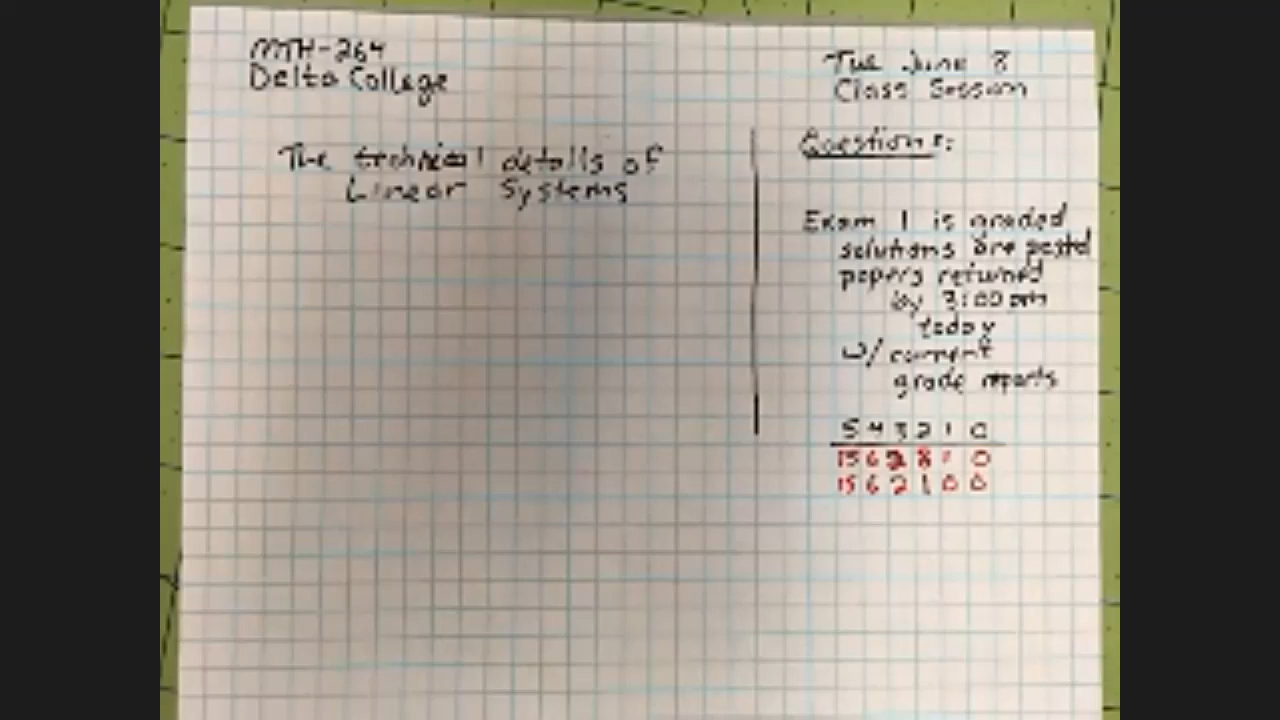 MTH-264
Delta College
Tue June 8
Class Session
The technical details of
Linear Systems
Questions:
Exam 1 is graded
solutions are postd
papers returned
by 3:00 pm
today
w/ current
grade reports
5 4 3 2 1 0
15 6 2 8 1 0
15 6 2 1 0 0